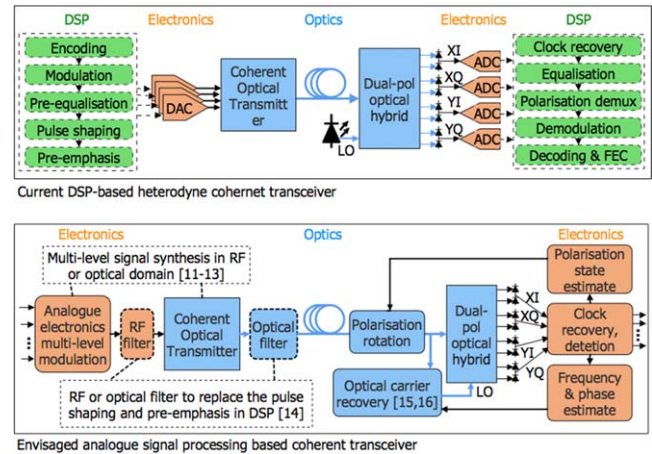 DSP Electronics Optics Electronics DSP
Encoding
Modulation
Pre-equalisation
Pulse shaping
Pre-emphasis
DAC
Coherent
Optical
Transmitt
er
LO
Dual-pol
optical
hybrid
XI
XQ
YI
YQ
ADC
ADC
ADC
ADC
Clock recovery
Equalisation
Polarisation demux
Demodulation
Decoding & FEC
Current DSP-based heterodyne cohernet transceiver
Electronics Optics Electronics
Multi-level signal synthesis in RF
or optical domain [11-13]
Analogue
electronics
multi-level
modulation
RF
filter
Coherent
Optical
Transmitter
Optical
filter
RF or optical filter to replace the pulse
shaping and pre-emphasis in DSP [14]
Polarisation
rotation
Optical carrier
recovery [15,16]
LO
Dual-
pol
optical
hybrid
XI
XQ
YI
YQ
Polarisation
state
estimate
Clock
recovery,
detetion
Frequency
& phase
estimate
Envisaged analogue signal processing based coherent transceiver